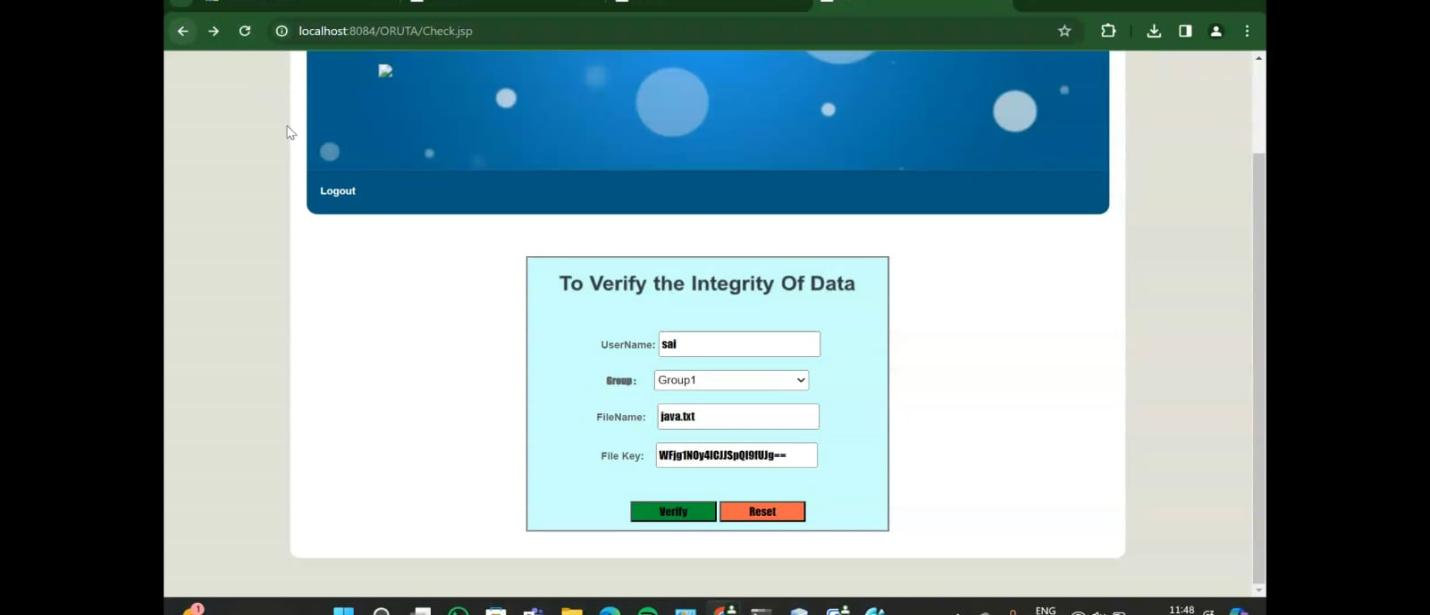 localhost:8084/ORUTA/Check.jsp
Logout
To Verify the Integrity Of Data
UserName: sai
Group: Group1
FileName: java.txt
File Key:
Verify Reset
1
ENG
11:48